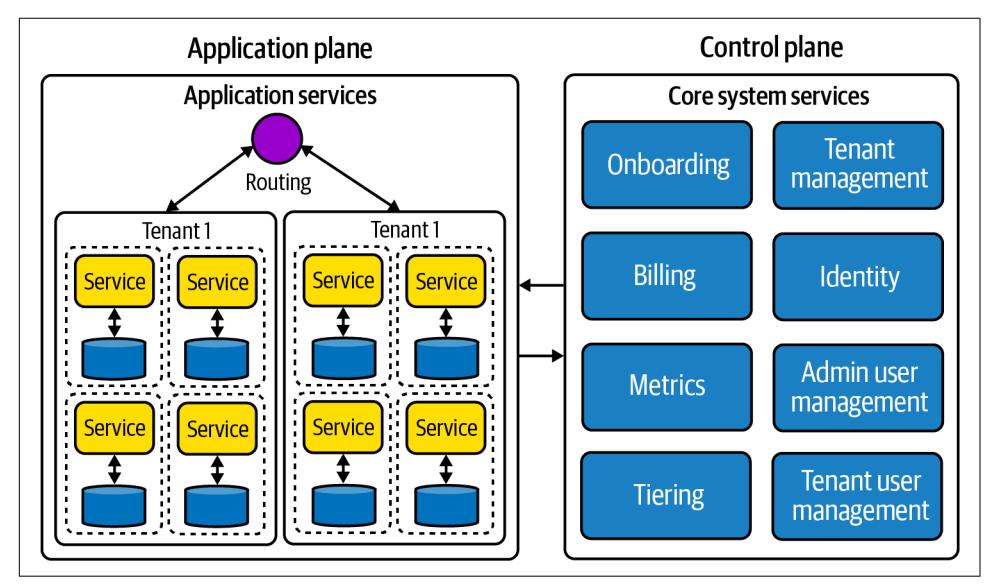 Application plane
Control plane
Application services
Routing
Tenant 1
Service
Service
Service
Service
Tenant 1
Service
Service
Service
Service
Core system services
Onboarding
Tenant
management
Billing
Identity
Metrics
Admin user
management
Tiering
Tenant user
management